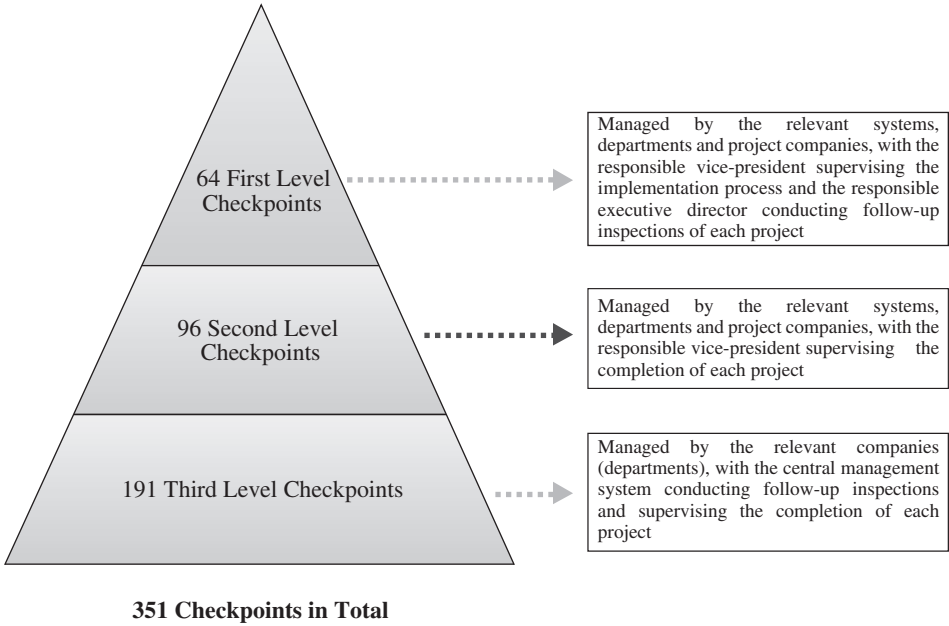 64 First Level
Checkpoints
Managed by the relevant systems,
departments and project companies, with the
responsible vice-president supervising the
implementation process and the responsible
executive director conducting follow-up
inspections of each project
96 Second Level
Checkpoints
Managed by the relevant systems,
departments and project companies, with the
responsible vice-president supervising the
completion of each project
191 Third Level Checkpoints
Managed by the relevant companies
(departments), with the central management
system conducting follow-up inspections
and supervising the completion of each
project
351 Checkpoints in Total